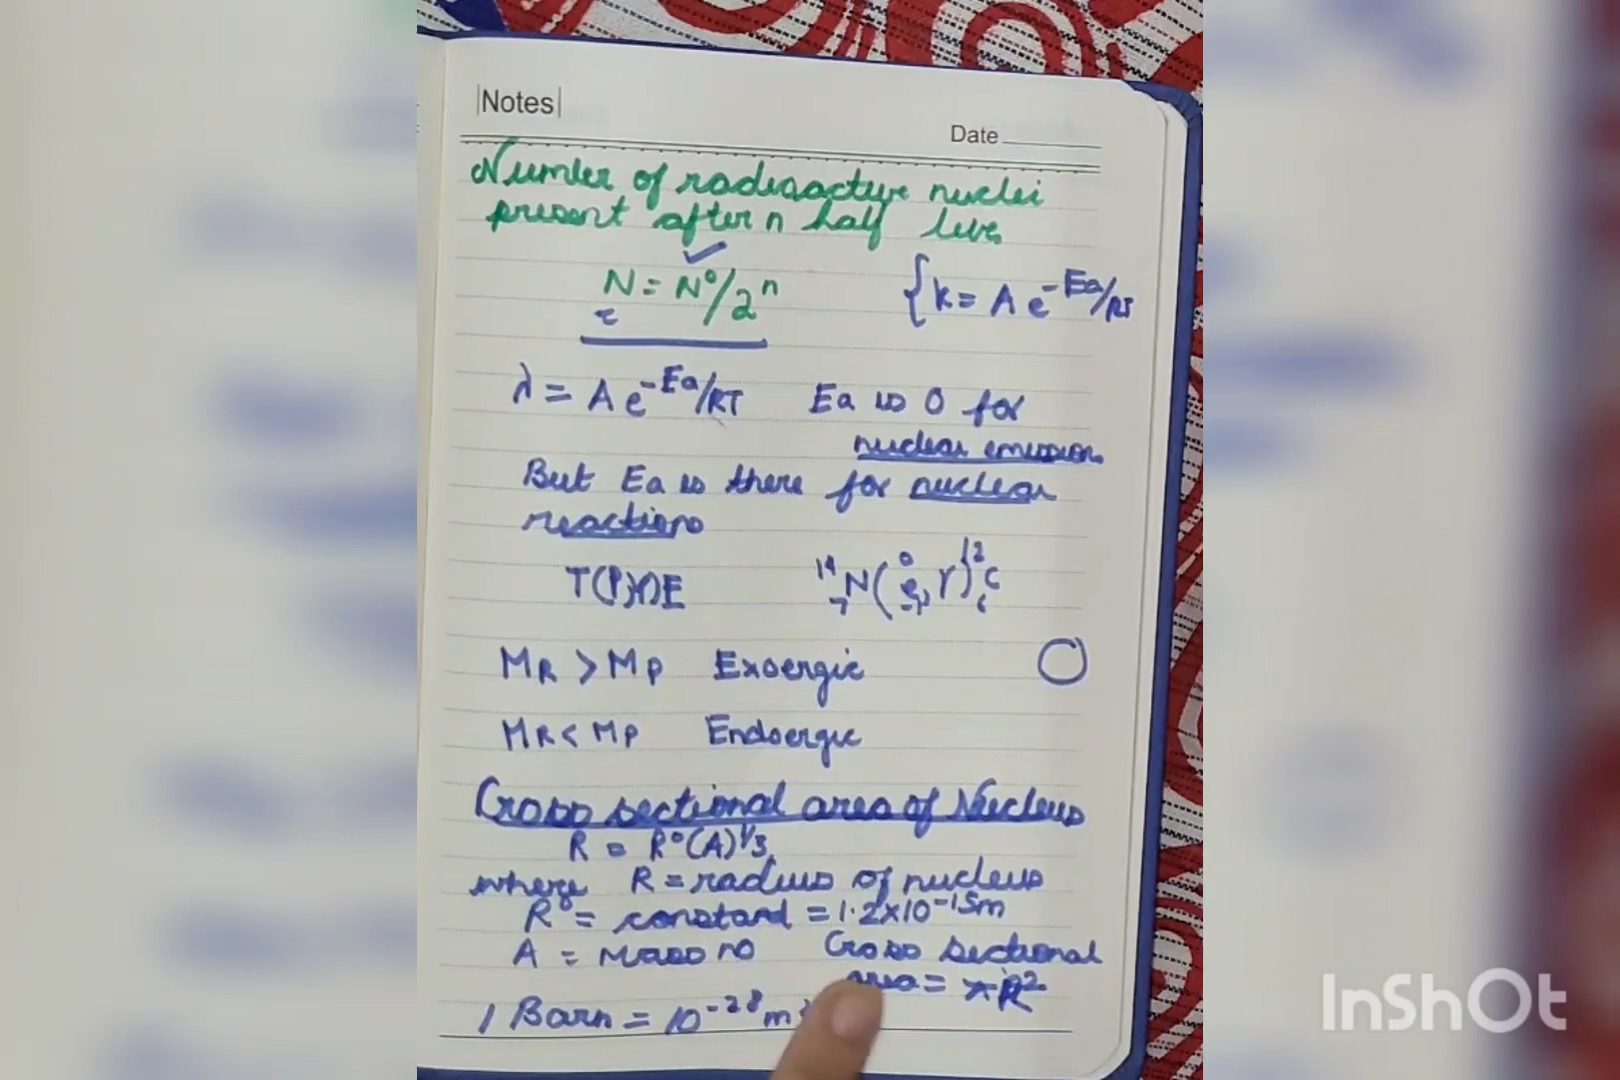 Notes
Date
Number of radioactive nuclei
present after n half lives
N = N°/2ⁿ { k = A e^-Ea/RT
λ = A e^-Ea/RT Ea is 0 for
nuclear emission
But Ea is there for nuclear
reactions
T(P,γ)E ¹⁴₇N( ⁰₋₁e, γ)¹²₆C
MR > MP Exoergic
MR < MP Endoergic
Cross sectional area of Nucleus
R = R°(A)^1/3
where R = radius of nucleus
R° = constant = 1.2×10^-15m
A = Mass no Cross sectional
area = πR²
1 Barn = 10^-28 m
InShOt